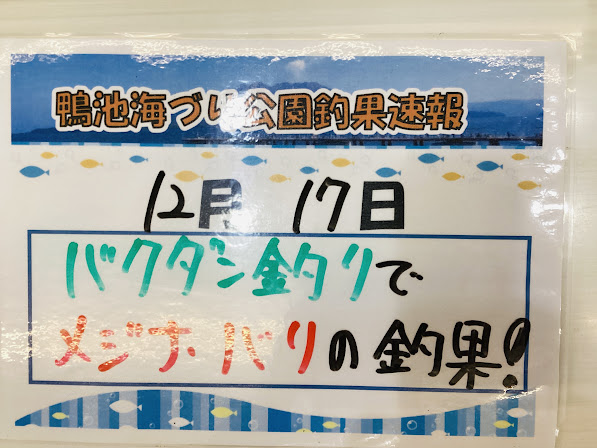 鴨池海づり公園釣果速報
12月 17日
バクダン釣りで
メジナ・バリの釣果!